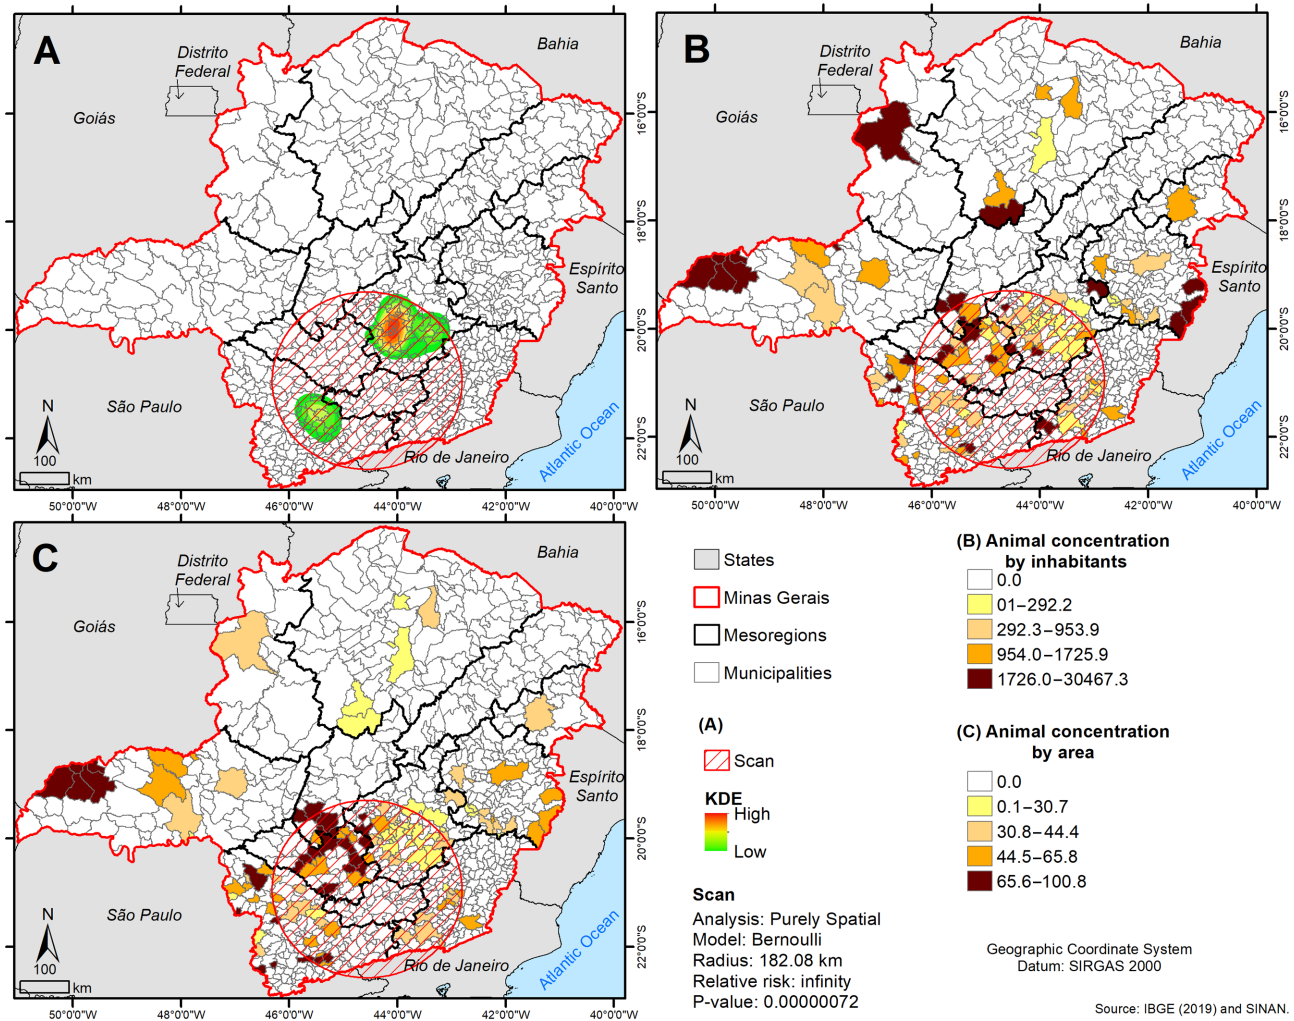 A
Distrito
Federal
Bahia
Goiás
Espírito
Santo
São Paulo
Rio de Janeiro
Atlantic Ocean
N
100
km
16°0'0"S
18°0'0"S
20°0'0"S
22°0'0"S
50°0'0"W
48°0'0"W
46°0'0"W
44°0'0"W
42°0'0"W
40°0'0"W
B
Distrito
Federal
Bahia
Goiás
Espírito
Santo
São Paulo
Rio de Janeiro
Atlantic Ocean
N
100
km
16°0'0"S
18°0'0"S
20°0'0"S
22°0'0"S
50°0'0"W
48°0'0"W
46°0'0"W
44°0'0"W
42°0'0"W
40°0'0"W
C
Distrito
Federal
Bahia
Goiás
Espírito
Santo
São Paulo
Rio de Janeiro
Atlantic Ocean
N
100
km
16°0'0"S
18°0'0"S
20°0'0"S
22°0'0"S
50°0'0"W
48°0'0"W
46°0'0"W
44°0'0"W
42°0'0"W
40°0'0"W
States
Minas Gerais
Mesoregions
Municipalities
(A)
Scan
KDE
High
Low
Scan
Analysis: Purely Spatial
Model: Bernoulli
Radius: 182.08 km
Relative risk: infinity
P-value: 0.00000072
(B) Animal concentration
by inhabitants
0.0
01–292.2
292.3–953.9
954.0–1725.9
1726.0–30467.3
(C) Animal concentration
by area
0.0
0.1–30.7
30.8–44.4
44.5–65.8
65.6–100.8
Geographic Coordinate System
Datum: SIRGAS 2000
Source: IBGE (2019) and SINAN.